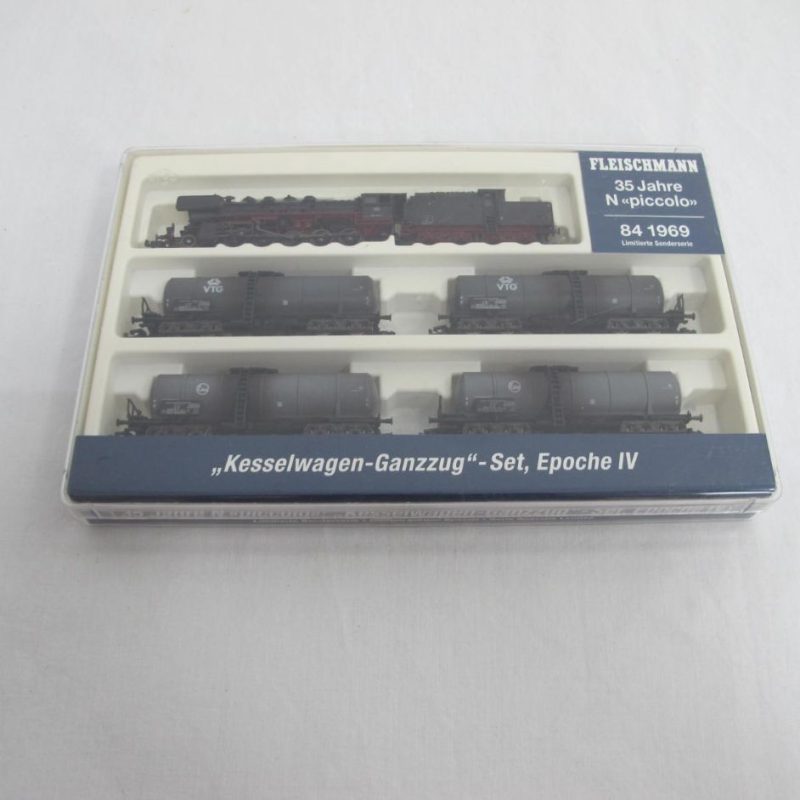 FLEISCHMANN
35 Jahre
N «piccolo»
84 1969
Limitierte Sonderserie
VTG
VTG
„Kesselwagen-Ganzzug“-Set, Epoche IV